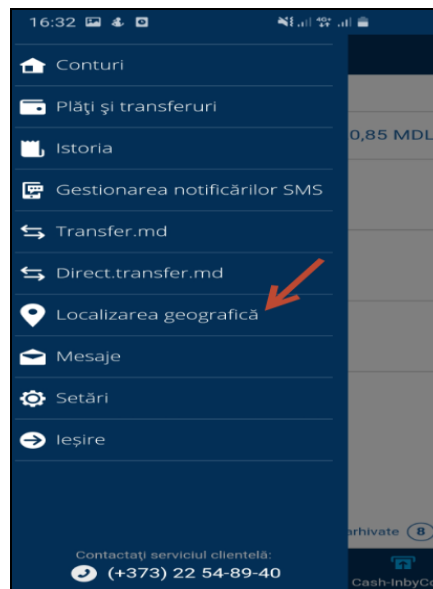 16:32
Conturi
Plăţi şi transferuri
0,85 MDL
Istoria
Gestionarea notificărilor SMS
Transfer.md
Direct.transfer.md
Localizarea geografică
Mesaje
Setări
Ieşire
arhivate 8
Contactaţi serviciul clientelă:
(+373) 22 54-89-40
Cash-InbyCo